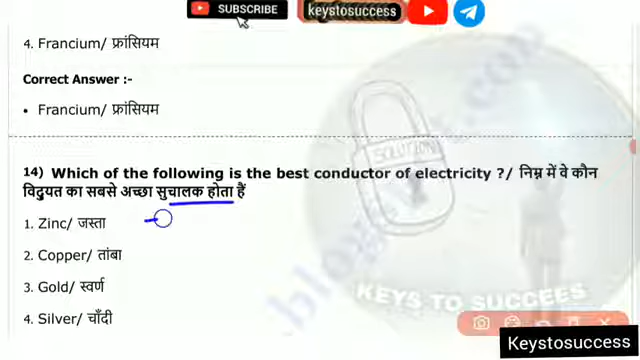 SUBSCRIBE keystosuccess
4. Francium/ फ्रांसियम
Correct Answer :-
• Francium/ फ्रांसियम
14) Which of the following is the best conductor of electricity ?/ निम्न में वे कौन
विद्युयत का सबसे अच्छा सुचालक होता हैं
1. Zinc/ जस्ता
2. Copper/ तांबा
3. Gold/ स्वर्ण
4. Silver/ चाँदी
SOLUTION
KEYS TO SUCCEES
Keystosuccess